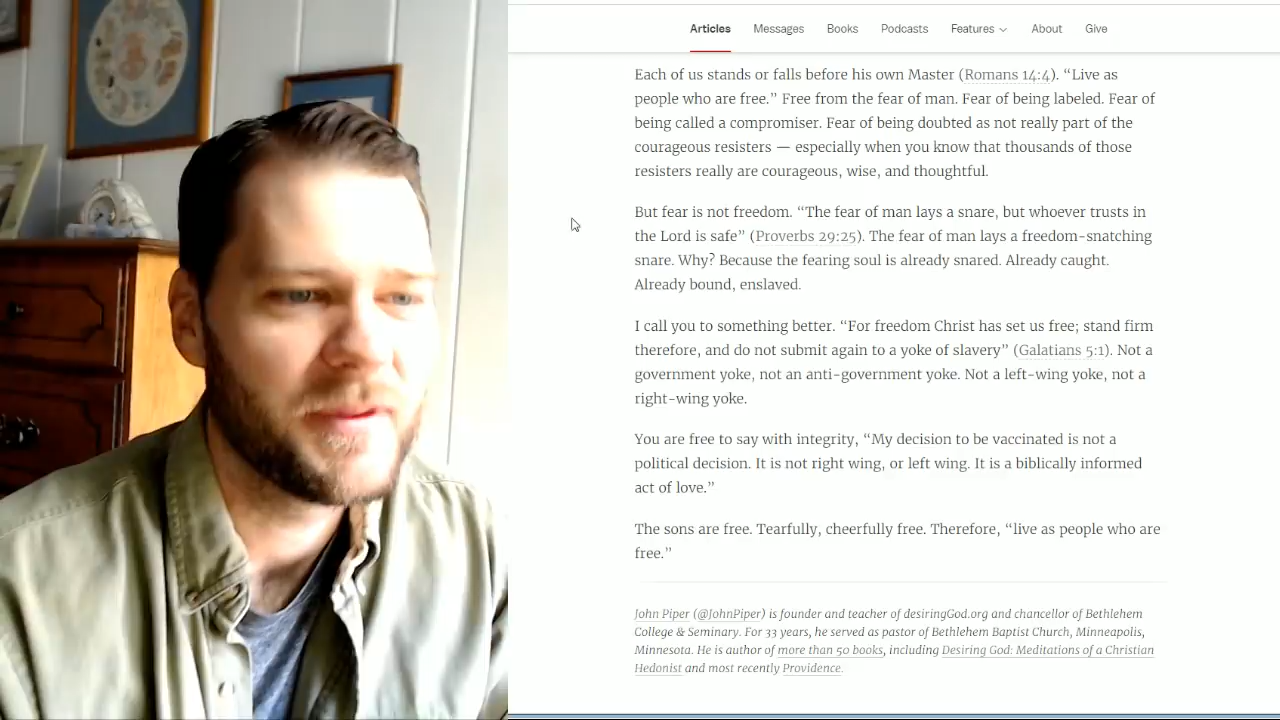 Articles Messages Books Podcasts Features About Give
Each of us stands or falls before his own Master (Romans 14:4). “Live as
people who are free.” Free from the fear of man. Fear of being labeled. Fear of
being called a compromiser. Fear of being doubted as not really part of the
courageous resisters — especially when you know that thousands of those
resisters really are courageous, wise, and thoughtful.
But fear is not freedom. “The fear of man lays a snare, but whoever trusts in
the Lord is safe” (Proverbs 29:25). The fear of man lays a freedom-snatching
snare. Why? Because the fearing soul is already snared. Already caught.
Already bound, enslaved.
I call you to something better. “For freedom Christ has set us free; stand firm
therefore, and do not submit again to a yoke of slavery” (Galatians 5:1). Not a
government yoke, not an anti-government yoke. Not a left-wing yoke, not a
right-wing yoke.
You are free to say with integrity, “My decision to be vaccinated is not a
political decision. It is not right wing, or left wing. It is a biblically informed
act of love.”
The sons are free. Tearfully, cheerfully free. Therefore, “live as people who are
free.”
John Piper (@JohnPiper) is founder and teacher of desiringGod.org and chancellor of Bethlehem
College & Seminary. For 33 years, he served as pastor of Bethlehem Baptist Church, Minneapolis,
Minnesota. He is author of more than 50 books, including Desiring God: Meditations of a Christian
Hedonist and most recently Providence.